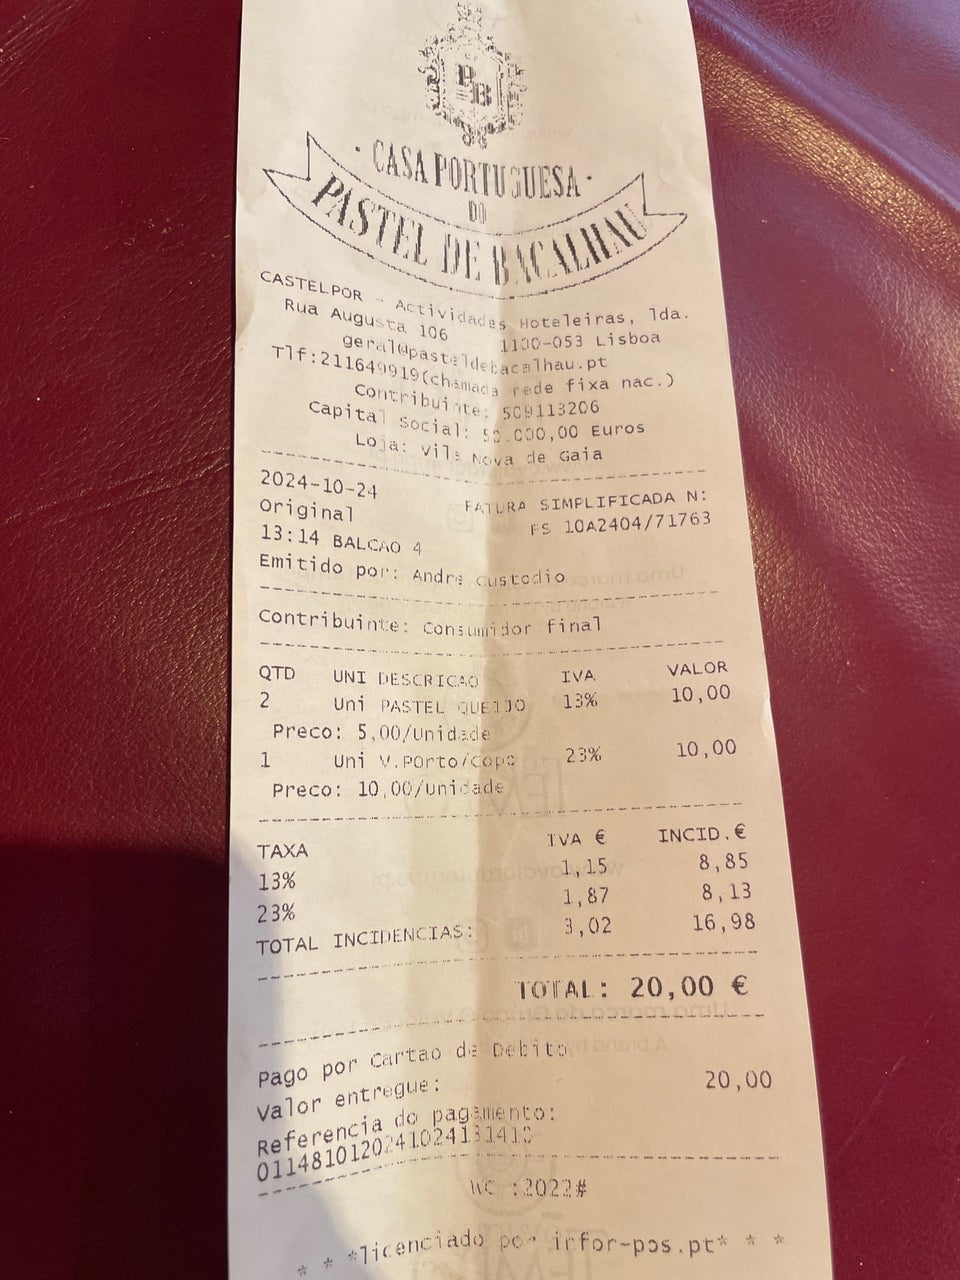 PB
· CASA PORTUGUESA ·
DO
PASTEL DE BACALHAU
CASTELPOR - Actividades Hoteleiras, lda.
Rua Augusta 106 1100-053 Lisboa
geral@pasteldebacalhau.pt
Tlf:211649919(chamada rede fixa nac.)
Contribuinte: 509113206
Capital Social: 50.000,00 Euros
Loja: Vila Nova de Gaia
2024-10-24 FATURA SIMPLIFICADA N:
Original FS 10A2404/71763
13:14 BALCAO 4
Emitido por: Andre Custodio
Contribuinte: Consumidor final
QTD UNI DESCRICAO IVA VALOR
2 Uni PASTEL QUEIJO 13% 10,00
Preco: 5,00/Unidade
1 Uni V.POrto/Copo 23% 10,00
Preco: 10,00/Unidade
TAXA IVA € INCID.€
13% 1,15 8,85
23% 1,87 8,13
TOTAL INCIDENCIAS: 3,02 16,98
TOTAL: 20,00 €
Pago por Cartao de Debito
Valor entregue: 20,00
Referencia do pagamento:
WC :2022#
* * *licenciado por infor-pos.pt* * *